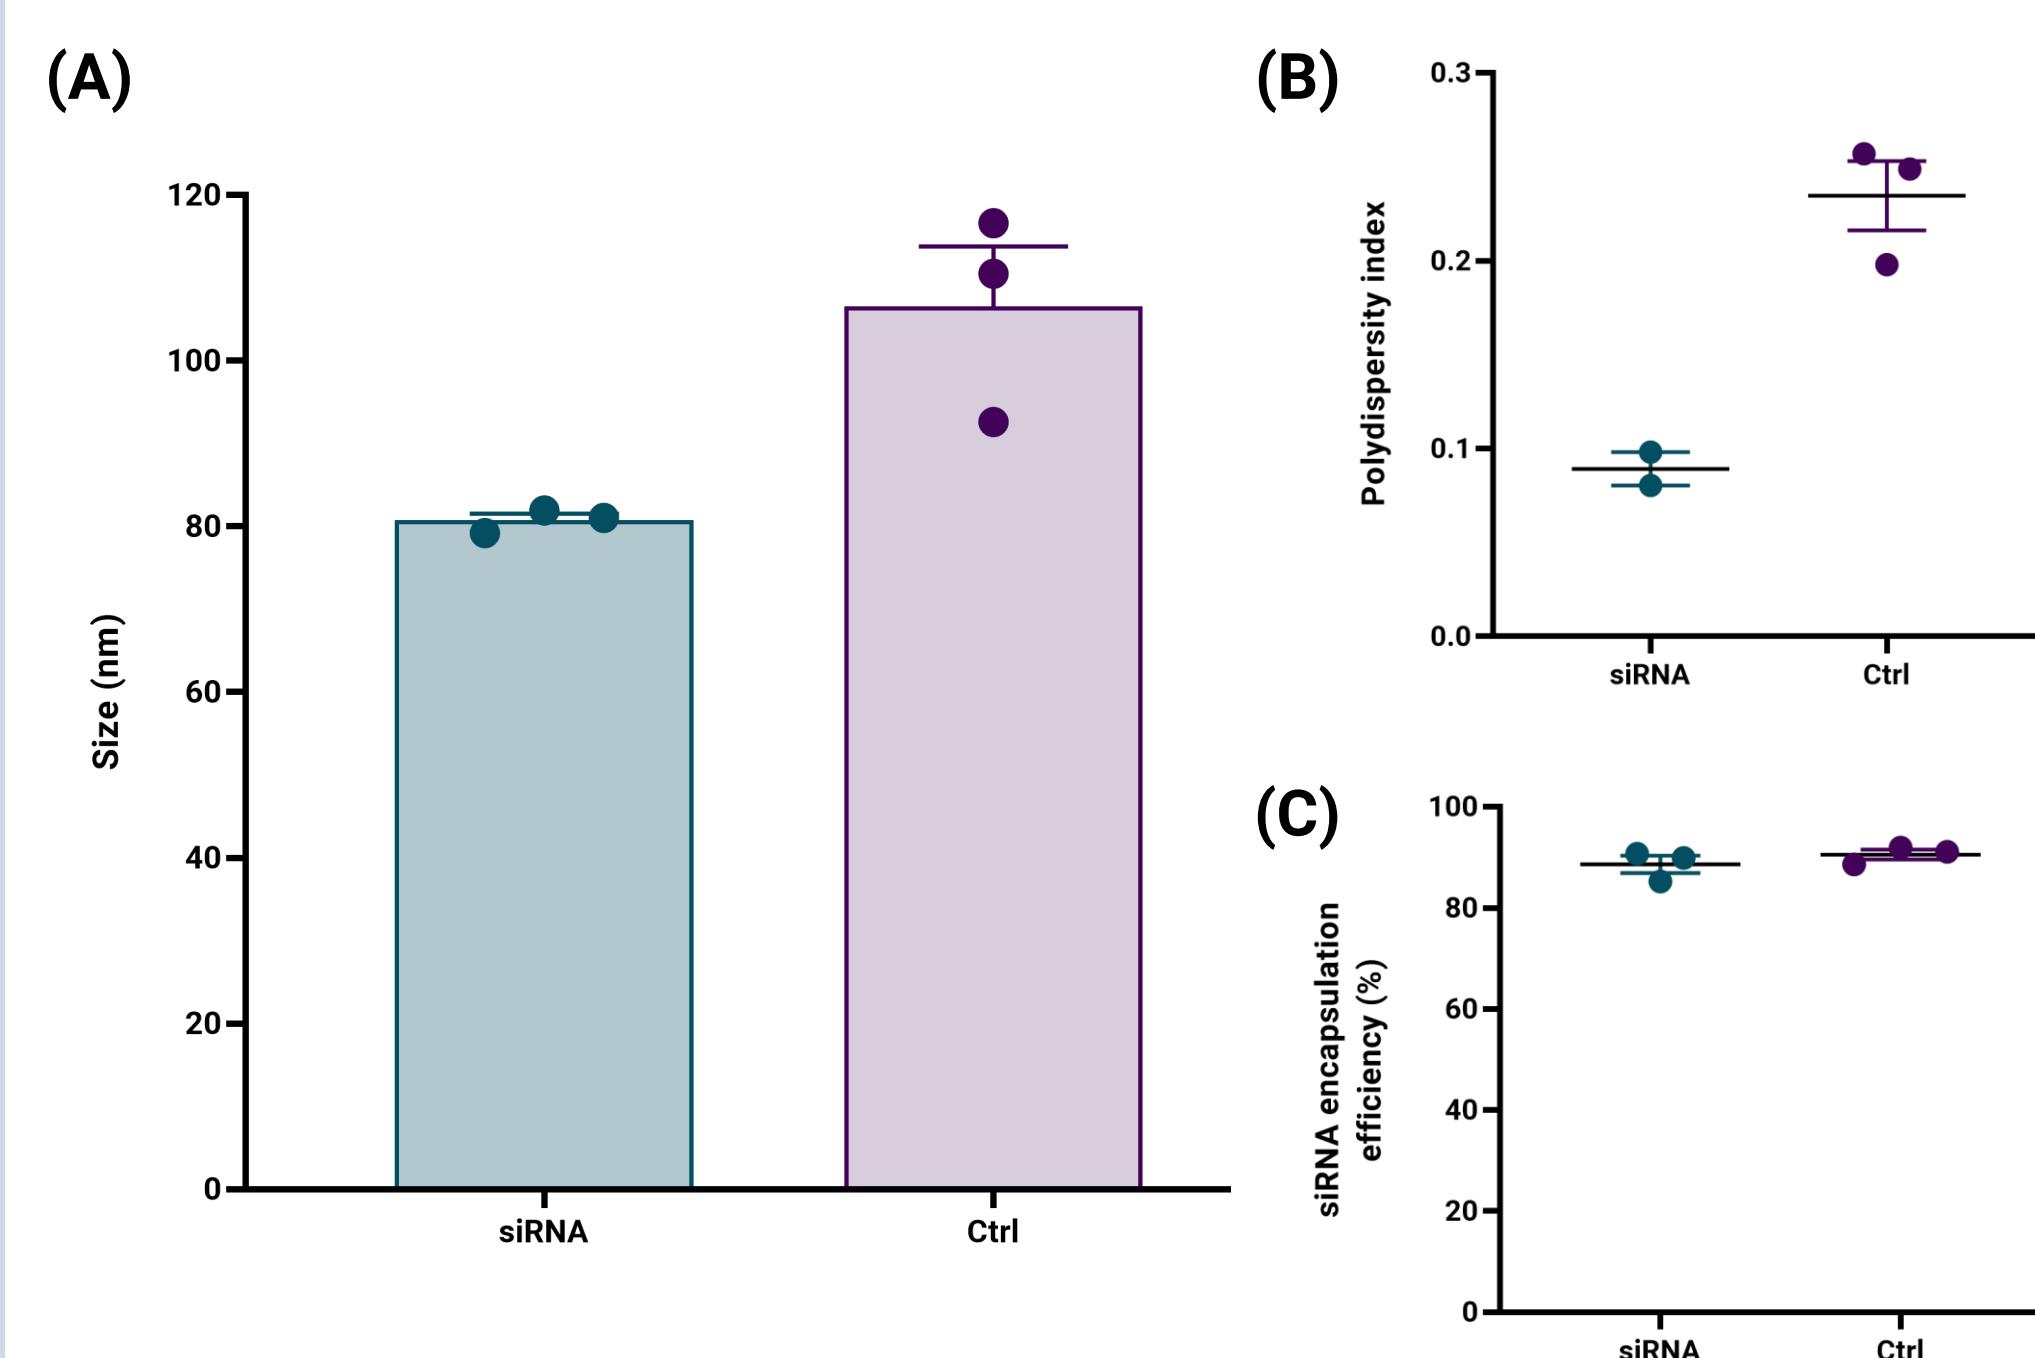 (A)
120
100
80
60
40
20
0
Size (nm)
siRNA
Ctrl
(B)
0.3
0.2
0.1
0.0
Polydispersity index
siRNA
Ctrl
(C)
100
80
60
40
20
0
siRNA encapsulation
efficiency (%)
siRNA
Ctrl